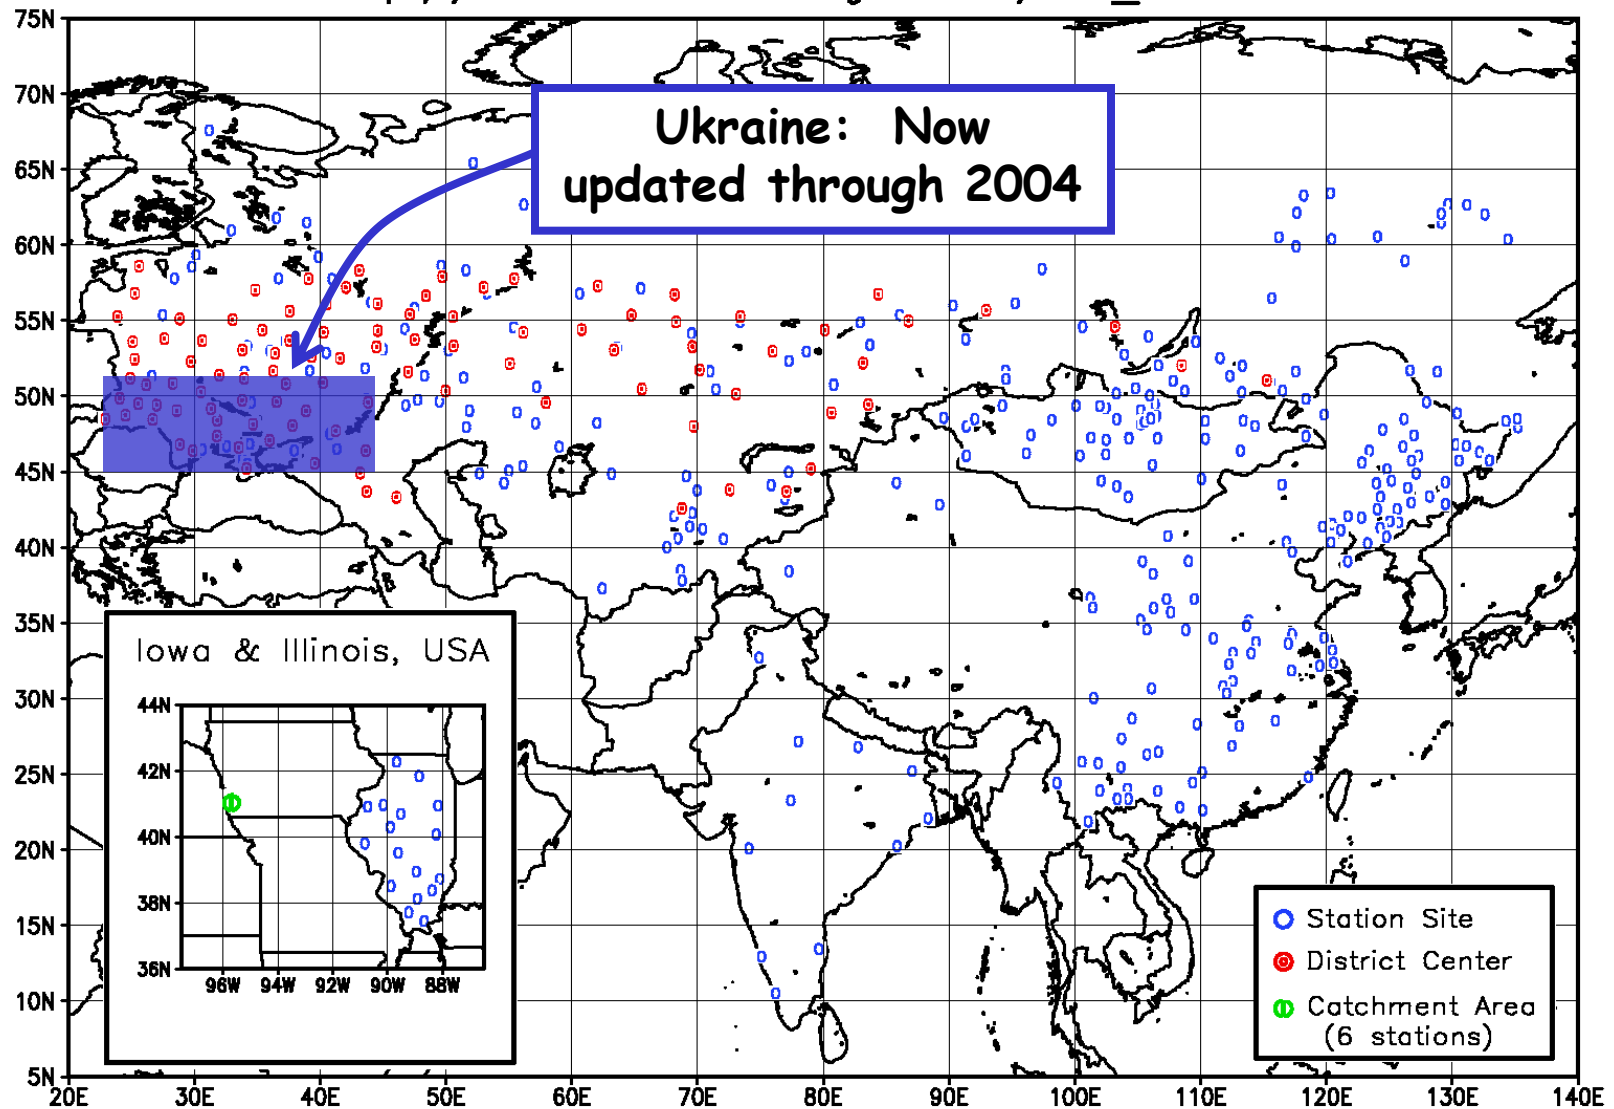 75N
70N
65N
60N
55N
50N
45N
40N
35N
30N
25N
20N
15N
10N
5N
Ukraine: Now
updated through 2004
Iowa & Illinois, USA
44N
42N
40N
38N
36N
96W 94W 92W 90W 88W
Station Site
District Center
Catchment Area
(6 stations)
20E 30E 40E 50E 60E 70E 80E 90E 100E 110E 120E 130E 140E